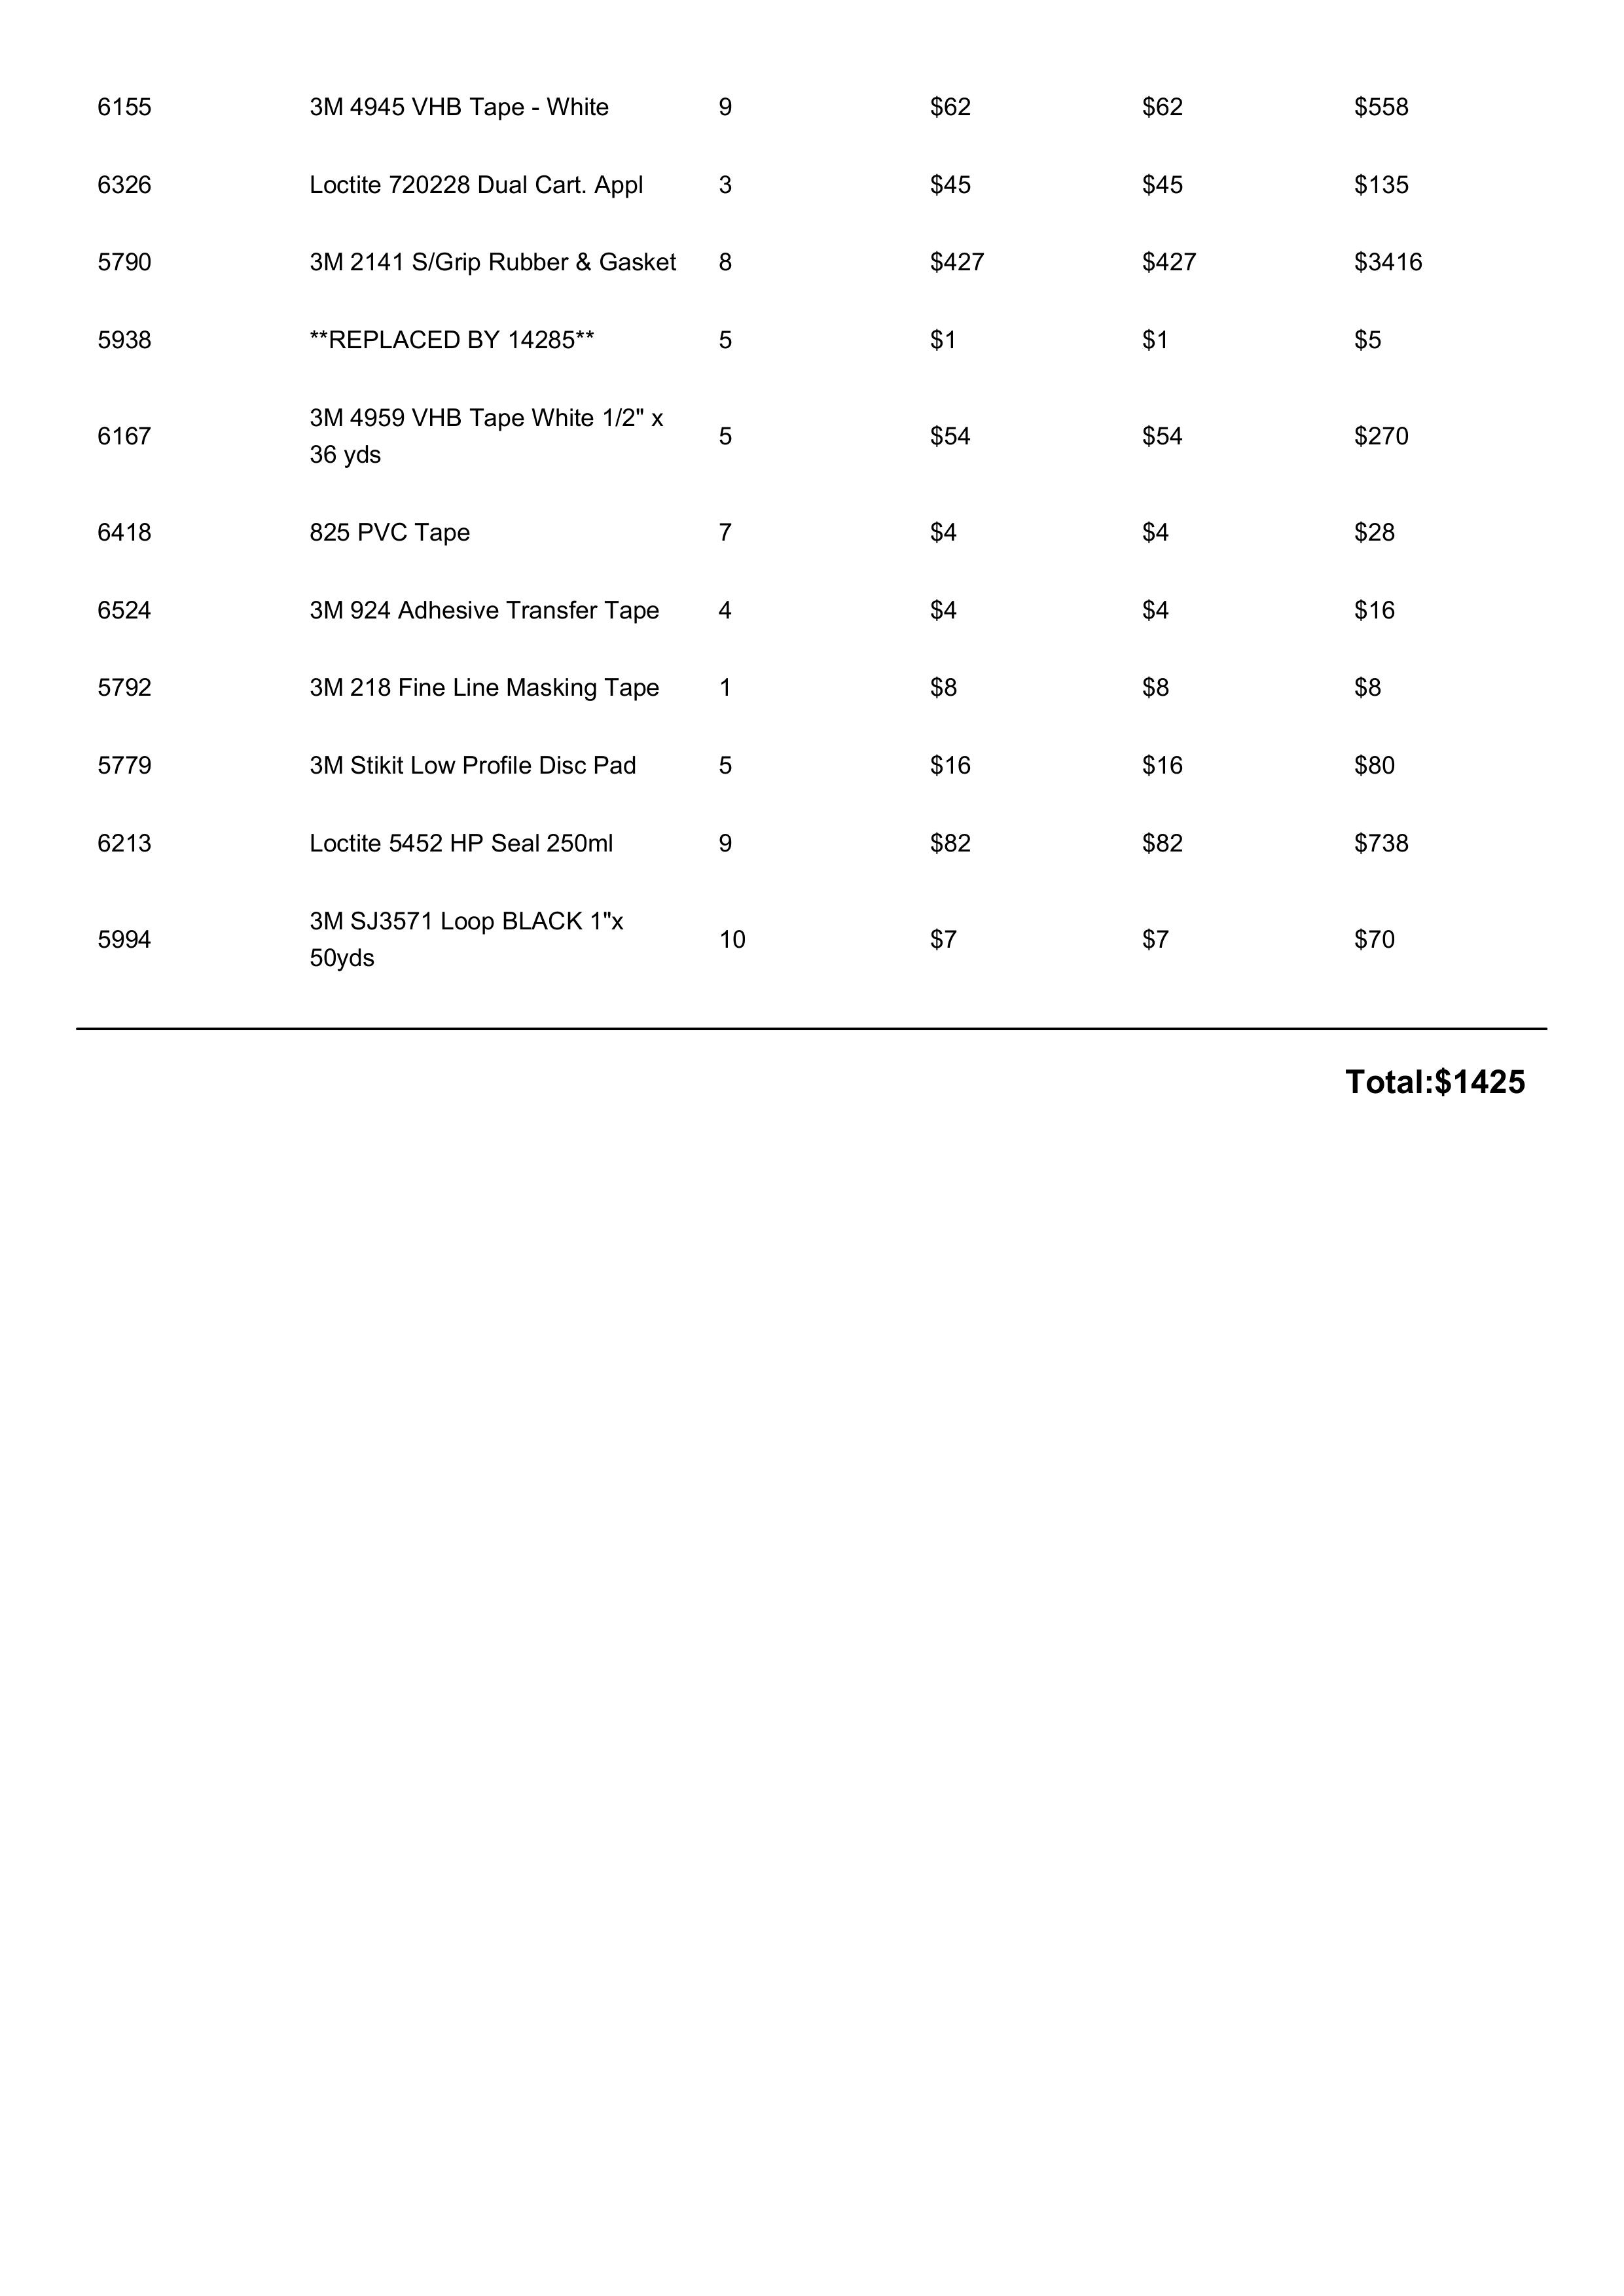 6155 3M 4945 VHB Tape - White 9 $62 $62 $558
6326 Loctite 720228 Dual Cart. Appl 3 $45 $45 $135
5790 3M 2141 S/Grip Rubber & Gasket 8 $427 $427 $3416
5938 **REPLACED BY 14285** 5 $1 $1 $5
6167 3M 4959 VHB Tape White 1/2" x 5 $54 $54 $270
36 yds
6418 825 PVC Tape 7 $4 $4 $28
6524 3M 924 Adhesive Transfer Tape 4 $4 $4 $16
5792 3M 218 Fine Line Masking Tape 1 $8 $8 $8
5779 3M Stikit Low Profile Disc Pad 5 $16 $16 $80
6213 Loctite 5452 HP Seal 250ml 9 $82 $82 $738
5994 3M SJ3571 Loop BLACK 1"x 10 $7 $7 $70
50yds
Total:$1425